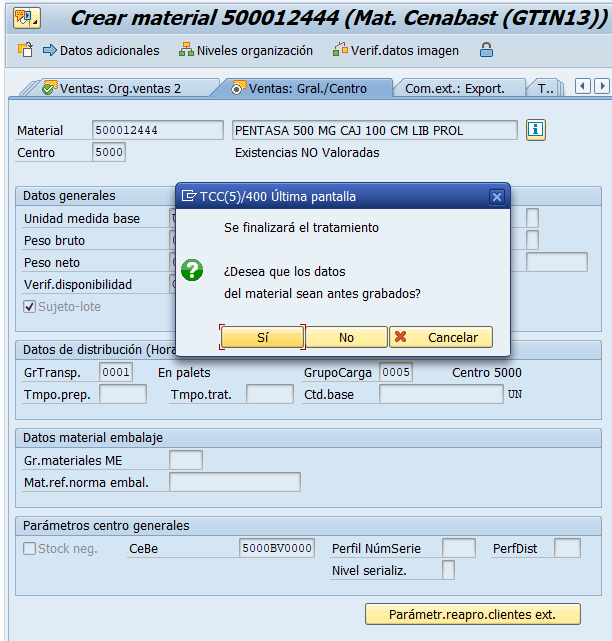 Crear material 500012444 (Mat. Cenabast (GTIN13))
Datos adicionales Niveles organización Verif.datos imagen
Ventas: Org.ventas 2 Ventas: Gral./Centro Com.ext.: Export. T..
Material 500012444 PENTASA 500 MG CAJ 100 CM LIB PROL
Centro 5000 Existencias NO Valoradas
Datos generales
Unidad medida base
Peso bruto
Peso neto
Verif.disponibilidad
Sujeto-lote
TCC(5)/400 Última pantalla
Se finalizará el tratamiento
¿Desea que los datos
del material sean antes grabados?
Sí No Cancelar
Datos de distribución (Hora
GrTransp. 0001 En palets GrupoCarga 0005 Centro 5000
Tmpo.prep. Tmpo.trat. Ctd.base UN
Datos material embalaje
Gr.materiales ME
Mat.ref.norma embal.
Parámetros centro generales
Stock neg. CeBe 5000BV0000 Perfil NúmSerie PerfDist
Nivel serializ.
Parámetr.reapro.clientes ext.